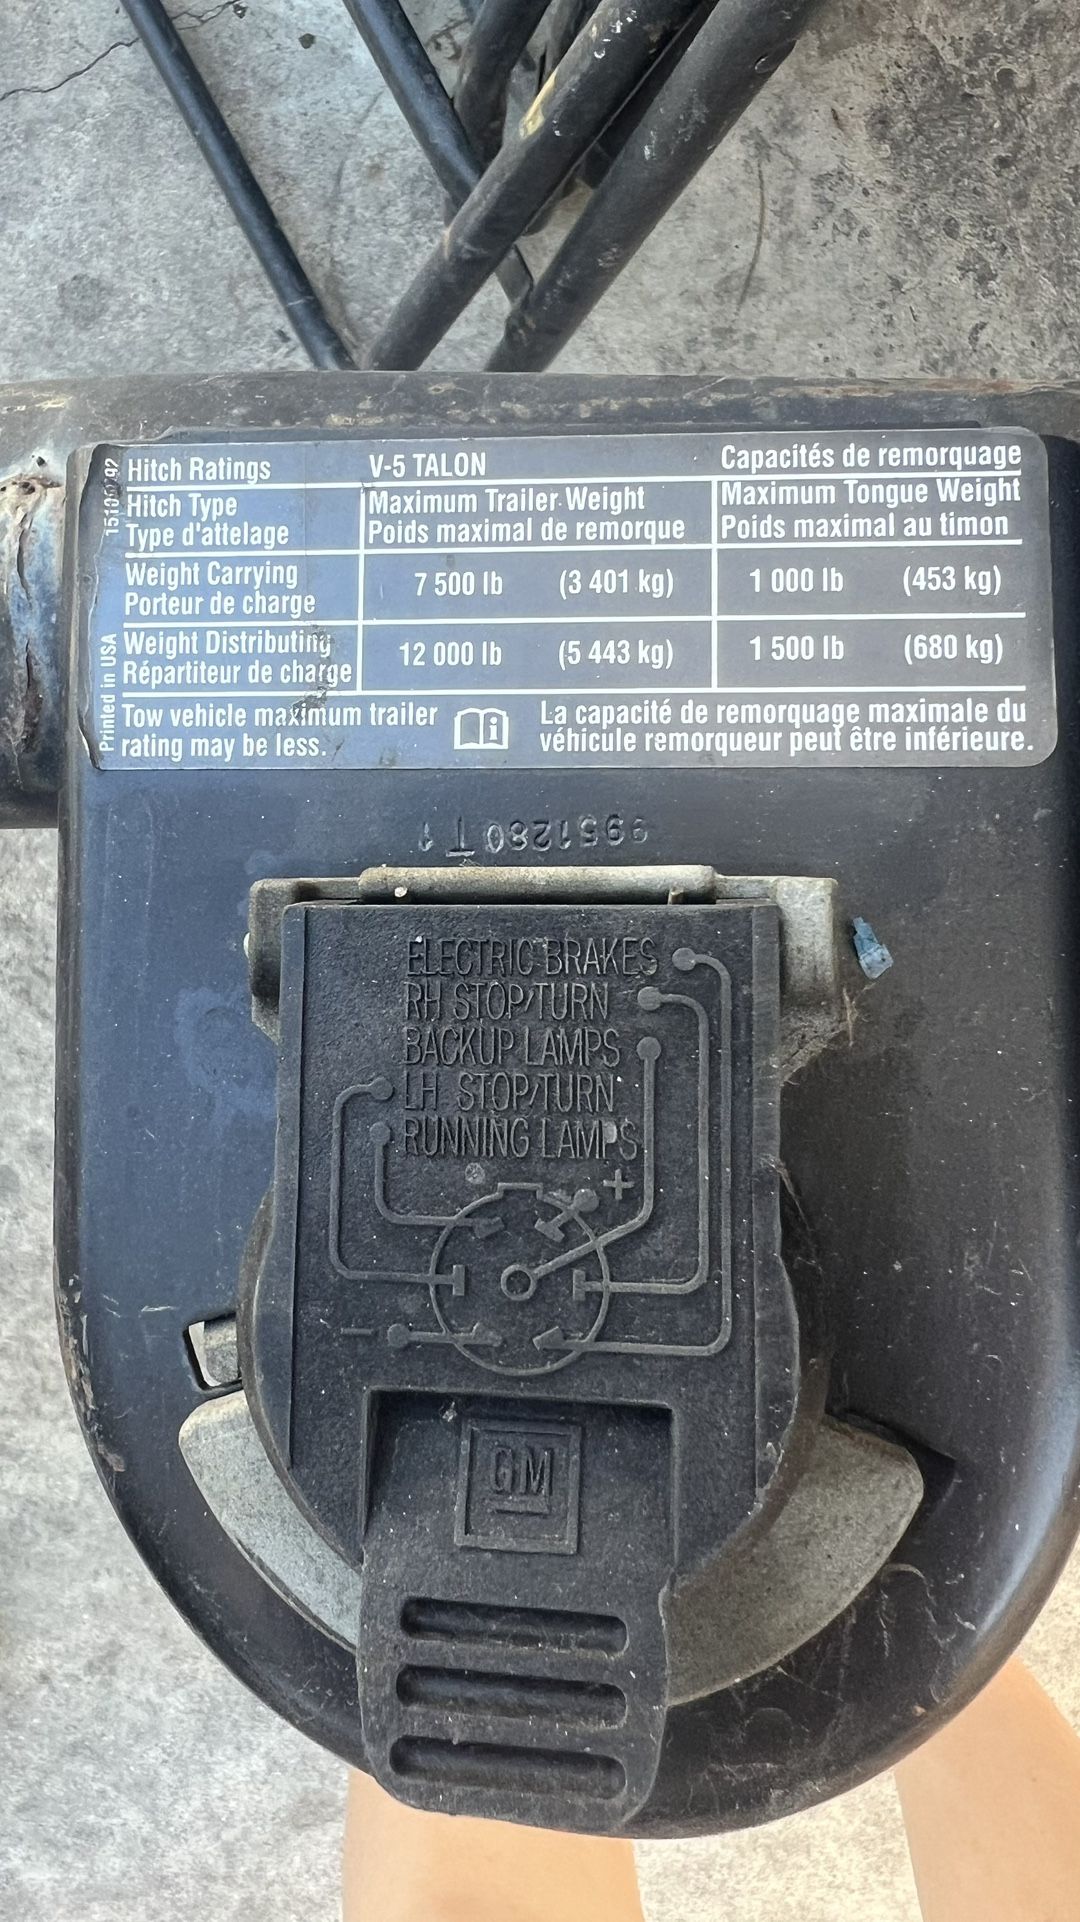 Hitch Ratings V-5 TALON Capacités de remorquage
Hitch Type Maximum Trailer Weight Maximum Tongue Weight
Type d'attelage Poids maximal de remorque Poids maximal au timon
Weight Carrying
Porteur de charge 7 500 lb (3 401 kg) 1 000 lb (453 kg)
Weight Distributing
Répartiteur de charge 12 000 lb (5 443 kg) 1 500 lb (680 kg)
Tow vehicle maximum trailer
rating may be less.
La capacité de remorquage maximale du
véhicule remorqueur peut être inférieure.
Printed in USA
9951280 T1
ELECTRIC BRAKES
RH STOP/TURN
BACKUP LAMPS
LH STOP/TURN
RUNNING LAMPS
+
−
GM